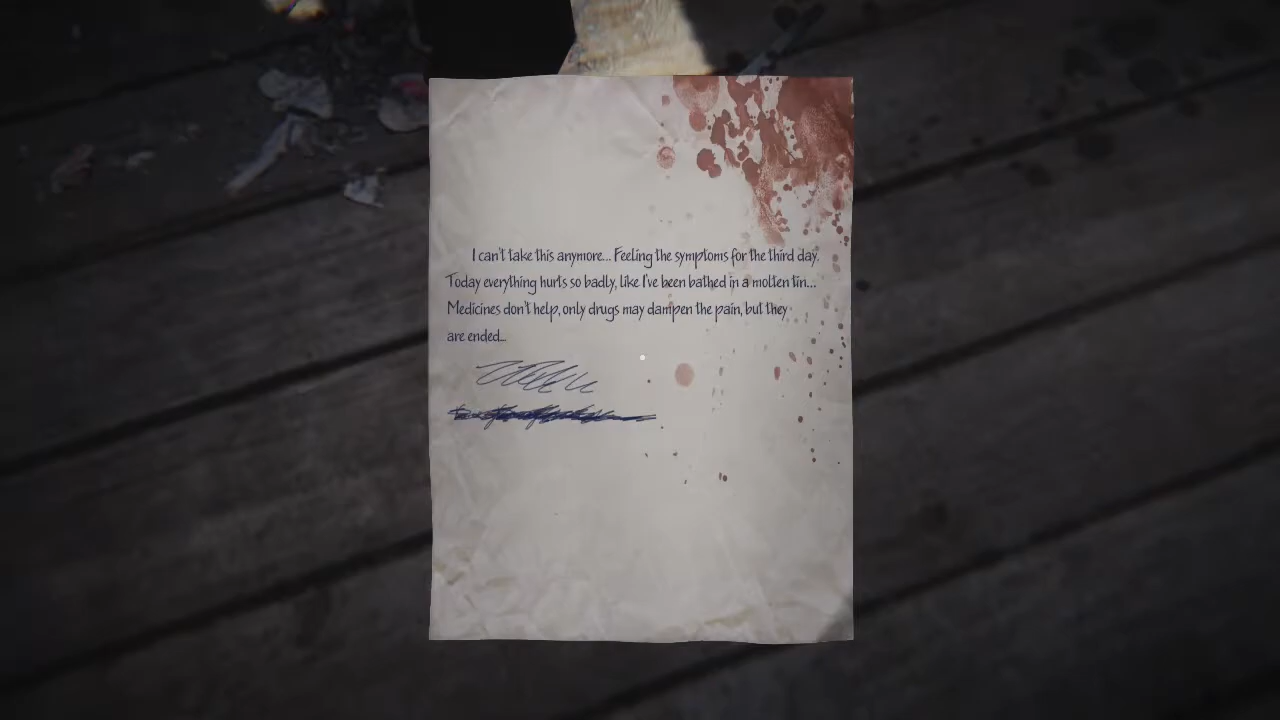 I can't take this anymore... Feeling the symptoms for the third day.
Today everything hurts so badly, like I've been bathed in a molten tin...
Medicines don't help, only drugs may dampen the pain, but they
are ended...